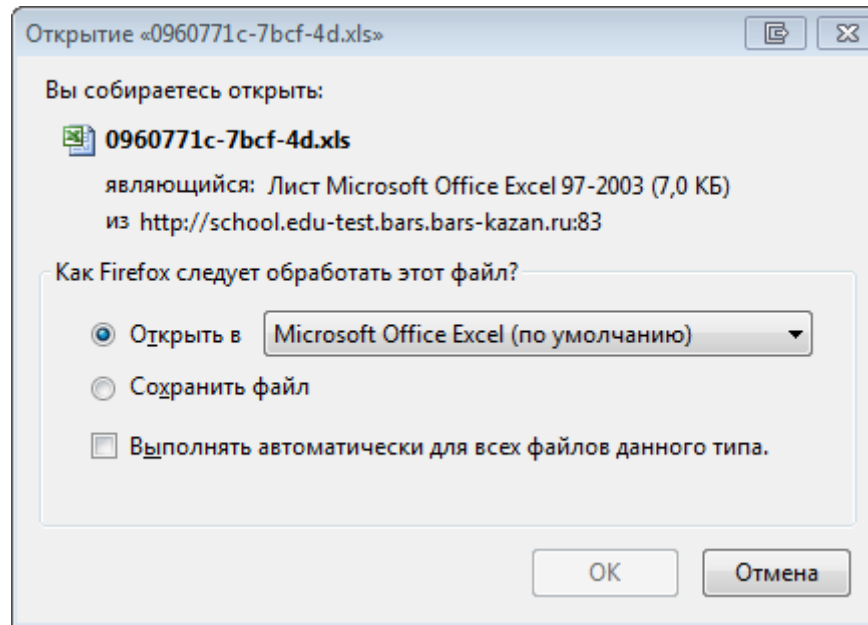 Открытие «0960771c-7bcf-4d.xls»
Вы собираетесь открыть:
0960771c-7bcf-4d.xls
являющийся: Лист Microsoft Office Excel 97-2003 (7,0 КБ)
из http://school.edu-test.bars.bars-kazan.ru:83
Как Firefox следует обработать этот файл?
Открыть в Microsoft Office Excel (по умолчанию)
Сохранить файл
Выполнять автоматически для всех файлов данного типа.
ОК Отмена